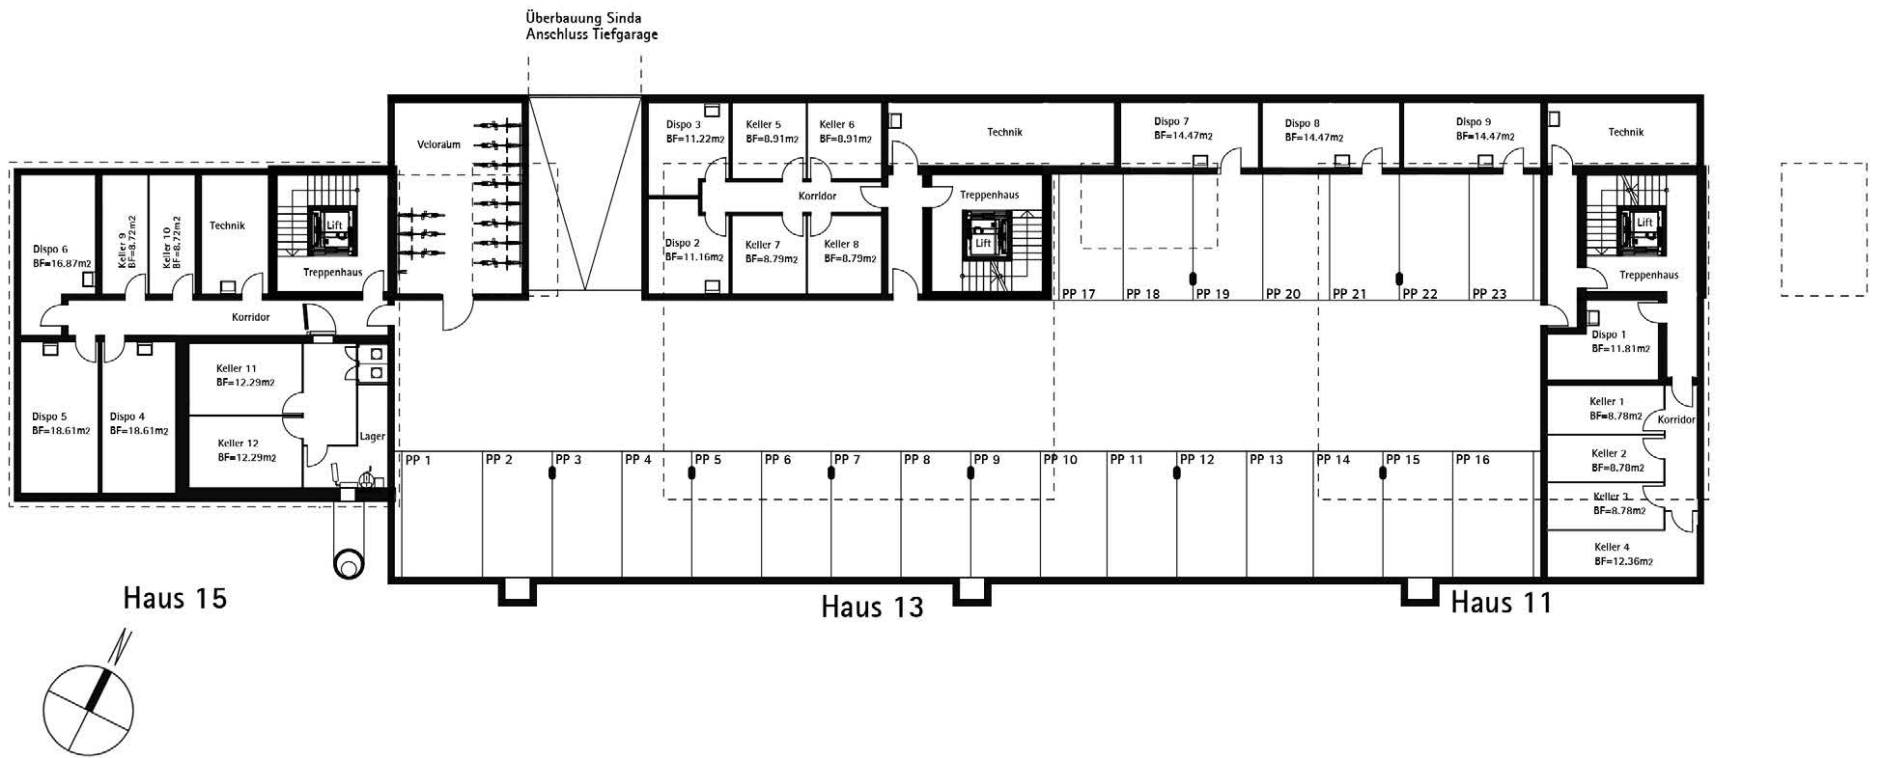 Überbauung Sinda
Anschluss Tiefgarage
Veloraum
Dispo 3
BF=11.22m2
Keller 5
BF=8.91m2
Keller 6
BF=8.91m2
Technik
Dispo 7
BF=14.47m2
Dispo 8
BF=14.47m2
Dispo 9
BF=14.47m2
Technik
Korridor
Treppenhaus
Lift
Dispo 2
BF=11.16m2
Keller 7
BF=8.79m2
Keller 8
BF=8.79m2
Dispo 6
BF=16.87m2
Keller 9
BF=8.72m2
Keller 10
BF=8.72m2
Technik
Lift
Treppenhaus
Korridor
Lift
Treppenhaus
PP 17
PP 18
PP 19
PP 20
PP 21
PP 22
PP 23
Dispo 1
BF=11.81m2
Keller 11
BF=12.29m2
Dispo 5
BF=18.61m2
Dispo 4
BF=18.61m2
Keller 12
BF=12.29m2
Lager
Keller 1
BF=8.78m2
Korridor
Keller 2
BF=8.78m2
Keller 3
BF=8.78m2
Keller 4
BF=12.36m2
PP 1
PP 2
PP 3
PP 4
PP 5
PP 6
PP 7
PP 8
PP 9
PP 10
PP 11
PP 12
PP 13
PP 14
PP 15
PP 16
Haus 15
Haus 13
Haus 11
N